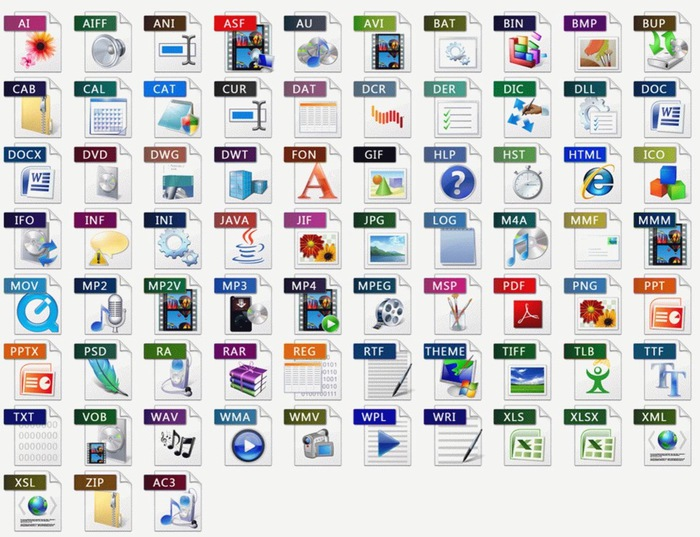 AI AIFF ANI ASF AU AVI BAT BIN BMP BUP
CAB CAL CAT CUR DAT DCR DER DIC DLL DOC
DOCX DVD DWG DWT FON GIF HLP HST HTML ICO
IFO INF INI JAVA JIF JPG LOG M4A MMF MMM
MOV MP2 MP2V MP3 MP4 MPEG MSP PDF PNG PPT
PPTX PSD RA RAR REG RTF THEME TIFF TLB TTF
TXT VOB WAV WMA WMV WPL WRI XLS XLSX XML
XSL ZIP AC3